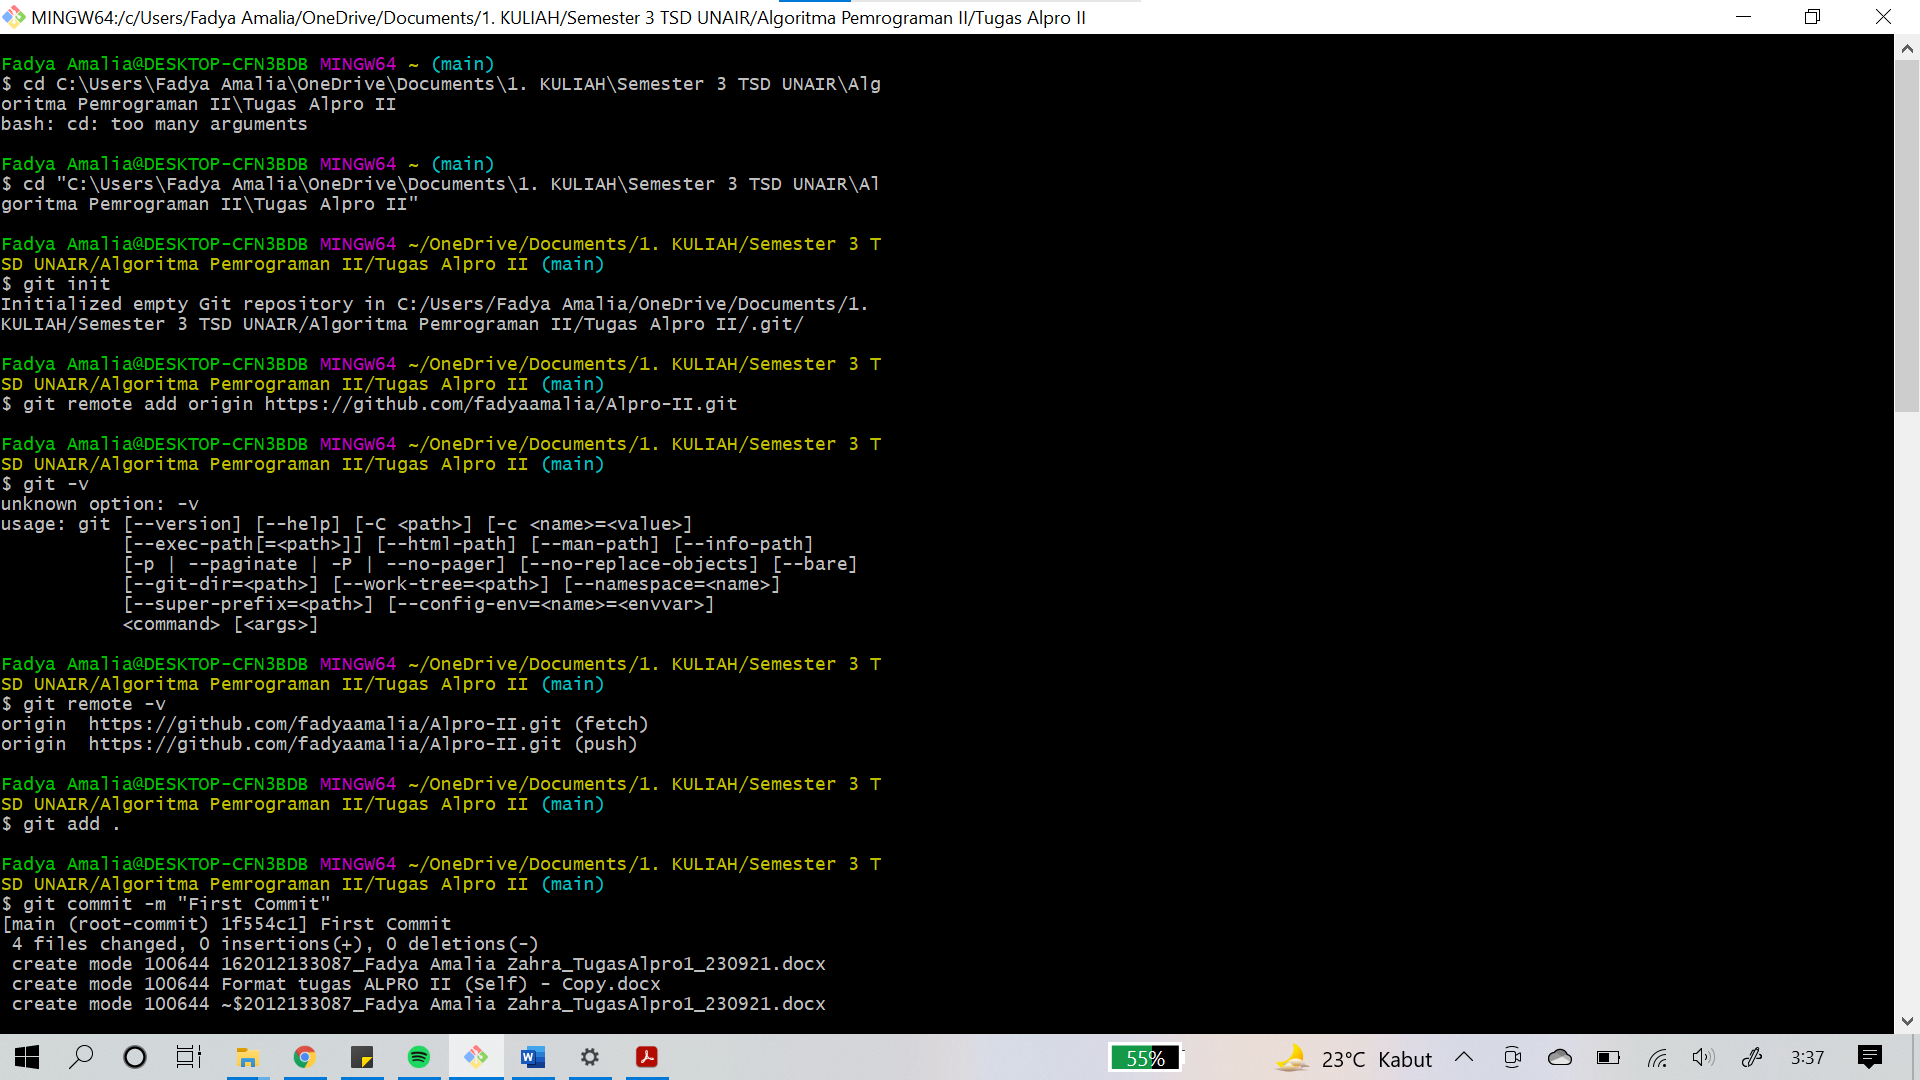 MINGW64:/c/Users/Fadya Amalia/OneDrive/Documents/1. KULIAH/Semester 3 TSD UNAIR/Algoritma Pemrograman II/Tugas Alpro II
Fadya Amalia@DESKTOP-CFN3BDB MINGW64 ~ (main)
$ cd C:\Users\Fadya Amalia\OneDrive\Documents\1. KULIAH\Semester 3 TSD UNAIR\Alg
oritma Pemrograman II\Tugas Alpro II
bash: cd: too many arguments
Fadya Amalia@DESKTOP-CFN3BDB MINGW64 ~ (main)
$ cd "C:\Users\Fadya Amalia\OneDrive\Documents\1. KULIAH\Semester 3 TSD UNAIR\Al
goritma Pemrograman II\Tugas Alpro II"
Fadya Amalia@DESKTOP-CFN3BDB MINGW64 ~/OneDrive/Documents/1. KULIAH/Semester 3 T
SD UNAIR/Algoritma Pemrograman II/Tugas Alpro II (main)
$ git init
Initialized empty Git repository in C:/Users/Fadya Amalia/OneDrive/Documents/1.
KULIAH/Semester 3 TSD UNAIR/Algoritma Pemrograman II/Tugas Alpro II/.git/
Fadya Amalia@DESKTOP-CFN3BDB MINGW64 ~/OneDrive/Documents/1. KULIAH/Semester 3 T
SD UNAIR/Algoritma Pemrograman II/Tugas Alpro II (main)
$ git remote add origin https://github.com/fadyaamalia/Alpro-II.git
Fadya Amalia@DESKTOP-CFN3BDB MINGW64 ~/OneDrive/Documents/1. KULIAH/Semester 3 T
SD UNAIR/Algoritma Pemrograman II/Tugas Alpro II (main)
$ git -v
unknown option: -v
usage: git [--version] [--help] [-C <path>] [-c <name>=<value>]
[--exec-path[=<path>]] [--html-path] [--man-path] [--info-path]
[-p | --paginate | -P | --no-pager] [--no-replace-objects] [--bare]
[--git-dir=<path>] [--work-tree=<path>] [--namespace=<name>]
[--super-prefix=<path>] [--config-env=<name>=<envvar>]
<command> [<args>]
Fadya Amalia@DESKTOP-CFN3BDB MINGW64 ~/OneDrive/Documents/1. KULIAH/Semester 3 T
SD UNAIR/Algoritma Pemrograman II/Tugas Alpro II (main)
$ git remote -v
origin  https://github.com/fadyaamalia/Alpro-II.git (fetch)
origin  https://github.com/fadyaamalia/Alpro-II.git (push)
Fadya Amalia@DESKTOP-CFN3BDB MINGW64 ~/OneDrive/Documents/1. KULIAH/Semester 3 T
SD UNAIR/Algoritma Pemrograman II/Tugas Alpro II (main)
$ git add .
Fadya Amalia@DESKTOP-CFN3BDB MINGW64 ~/OneDrive/Documents/1. KULIAH/Semester 3 T
SD UNAIR/Algoritma Pemrograman II/Tugas Alpro II (main)
$ git commit -m "First Commit"
[main (root-commit) 1f554c1] First Commit
4 files changed, 0 insertions(+), 0 deletions(-)
create mode 100644 162012133087_Fadya Amalia Zahra_TugasAlpro1_230921.docx
create mode 100644 Format tugas ALPRO II (Self) - Copy.docx
create mode 100644 ~$2012133087_Fadya Amalia Zahra_TugasAlpro1_230921.docx
55% 23°C Kabut 3:37